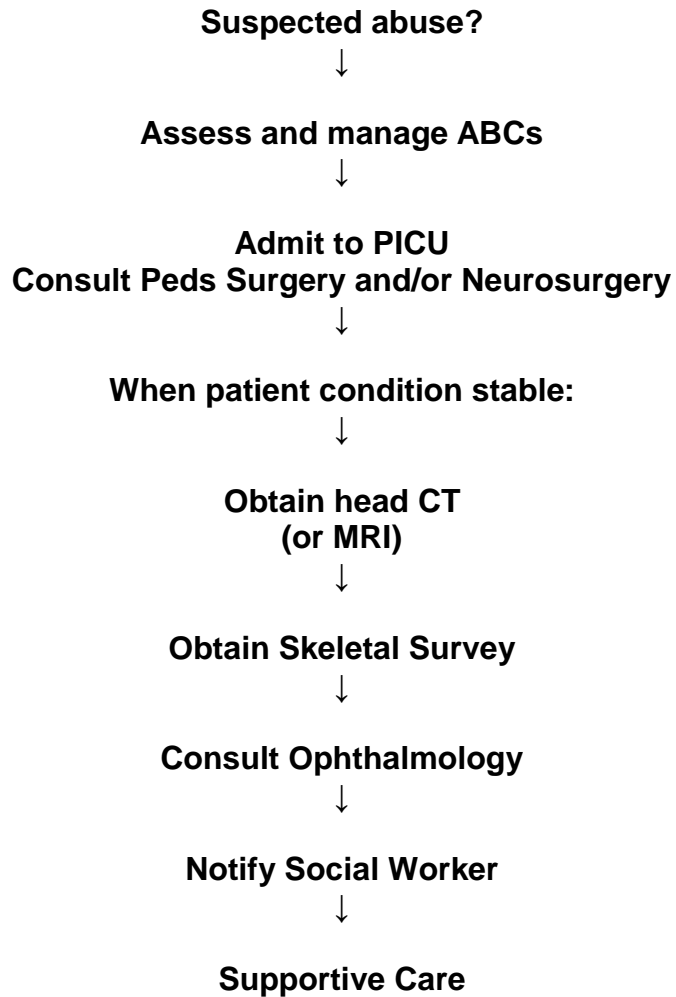 Suspected abuse?
↓
Assess and manage ABCs
↓
Admit to PICU
Consult Peds Surgery and/or Neurosurgery
↓
When patient condition stable:
↓
Obtain head CT
(or MRI)
↓
Obtain Skeletal Survey
↓
Consult Ophthalmology
↓
Notify Social Worker
↓
Supportive Care